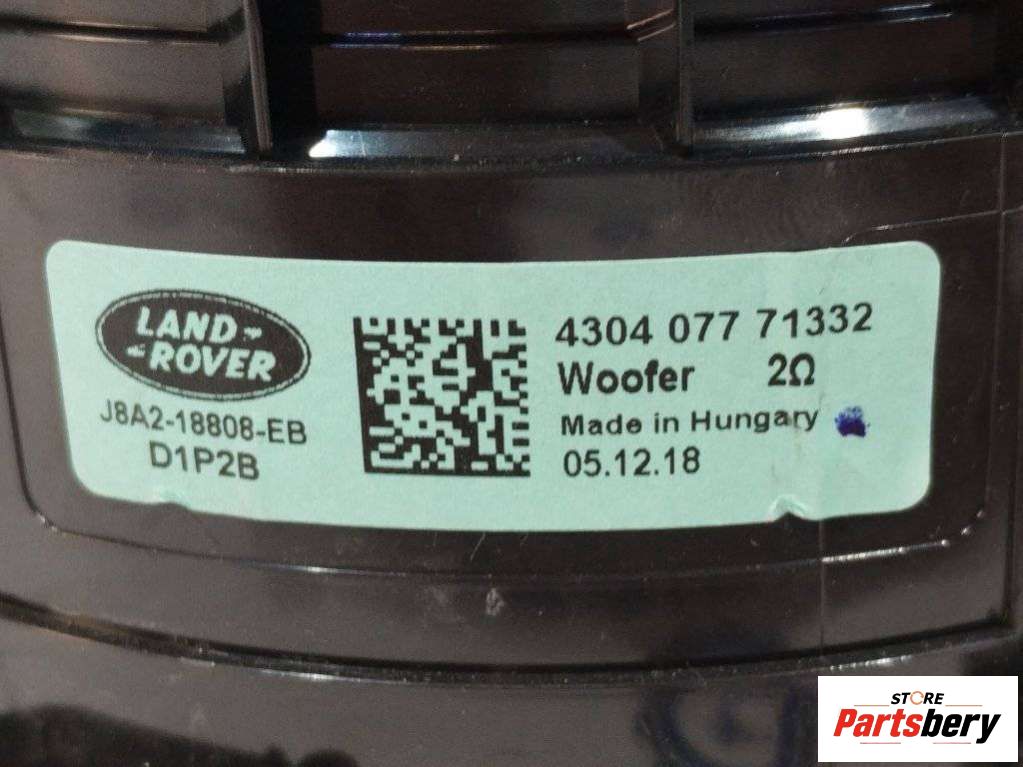 LAND
ROVER
J8A2-18808-EB
D1P2B
4304 077 71332
Woofer 2Ω
Made in Hungary
05.12.18
STORE
Partsbery